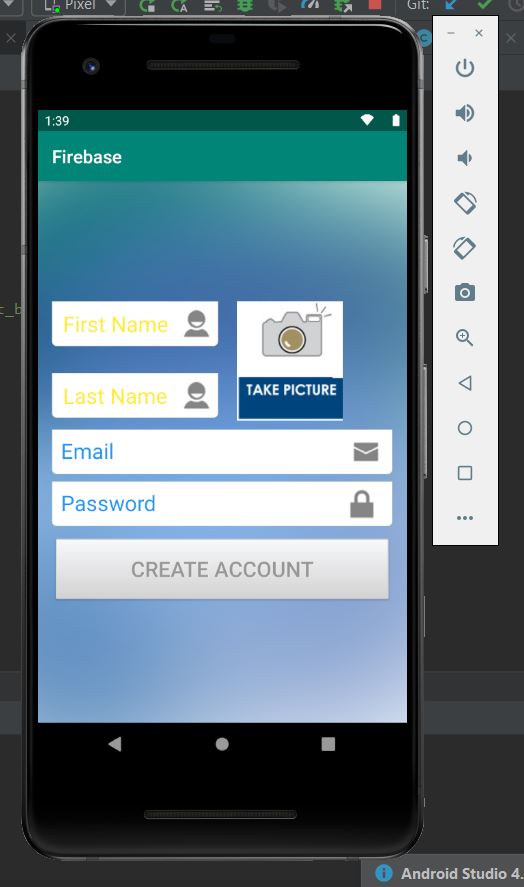 Pixel
Git:
1:39
Firebase
First Name
Last Name
TAKE PICTURE
Email
Password
CREATE ACCOUNT
Android Studio 4.